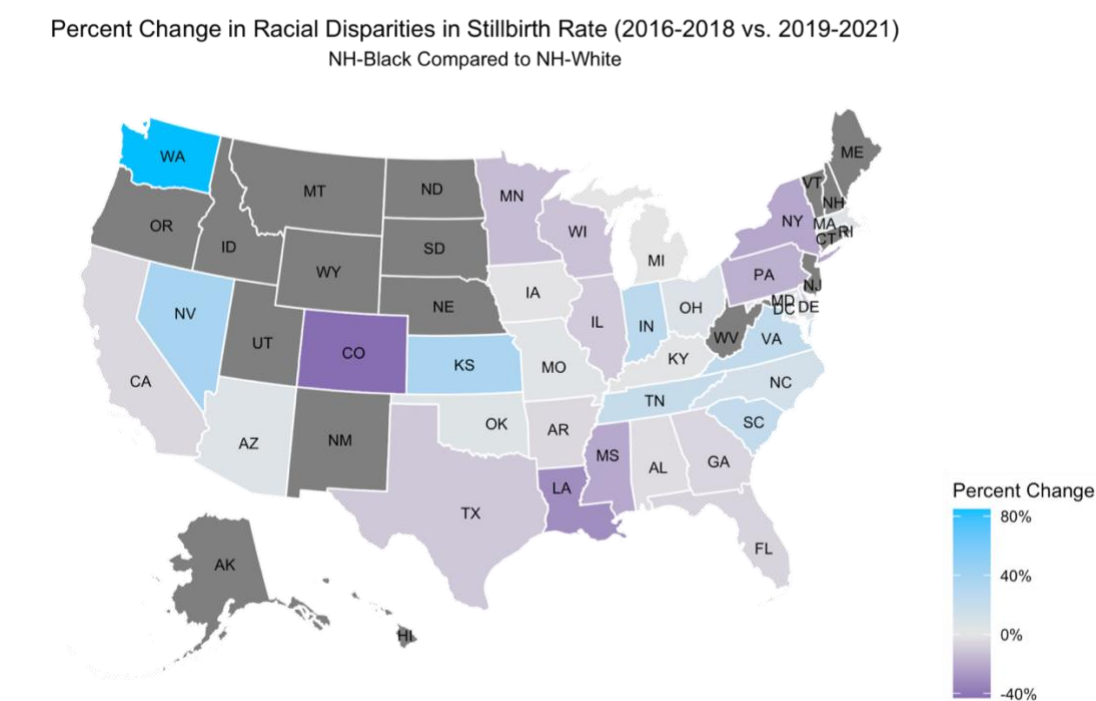 Percent Change in Racial Disparities in Stillbirth Rate (2016-2018 vs. 2019-2021)
NH-Black Compared to NH-White
WA
MT
ND
ME
OR
ID
SD
MN
WI
MI
VT
NH
NY
MA
RI
CT
WY
NE
IA
PA
NJ
NV
UT
CO
KS
IL
IN
OH
MD
DC
DE
WV
VA
CA
MO
KY
NC
AZ
NM
OK
AR
TN
SC
TX
LA
MS
AL
GA
FL
AK
HI
Percent Change
80%
40%
0%
-40%